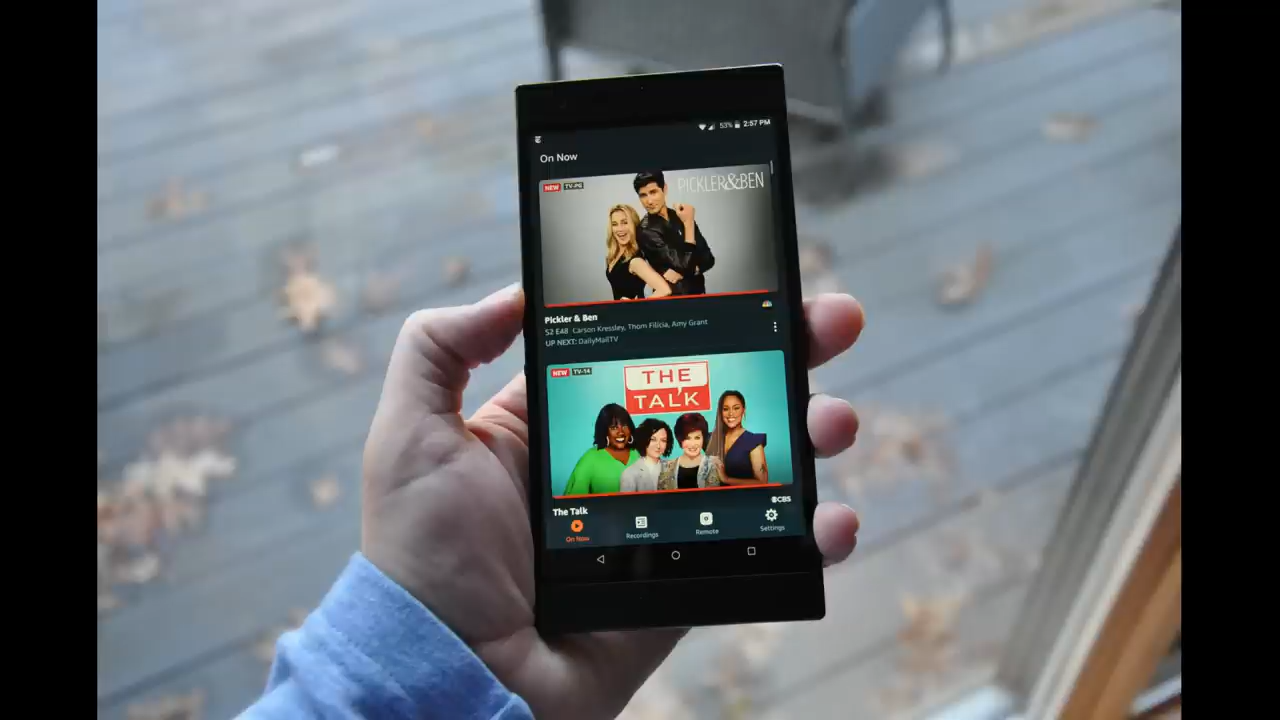 53% 2:57 PM
On Now
NEW TV-PG
PICKLER&BEN
Pickler & Ben
S2 E48 Carson Kressley, Thom Filicia, Amy Grant
UP NEXT: DailyMailTV
NEW TV-14
THE
TALK
CBS
The Talk
On Now Recordings Remote Settings